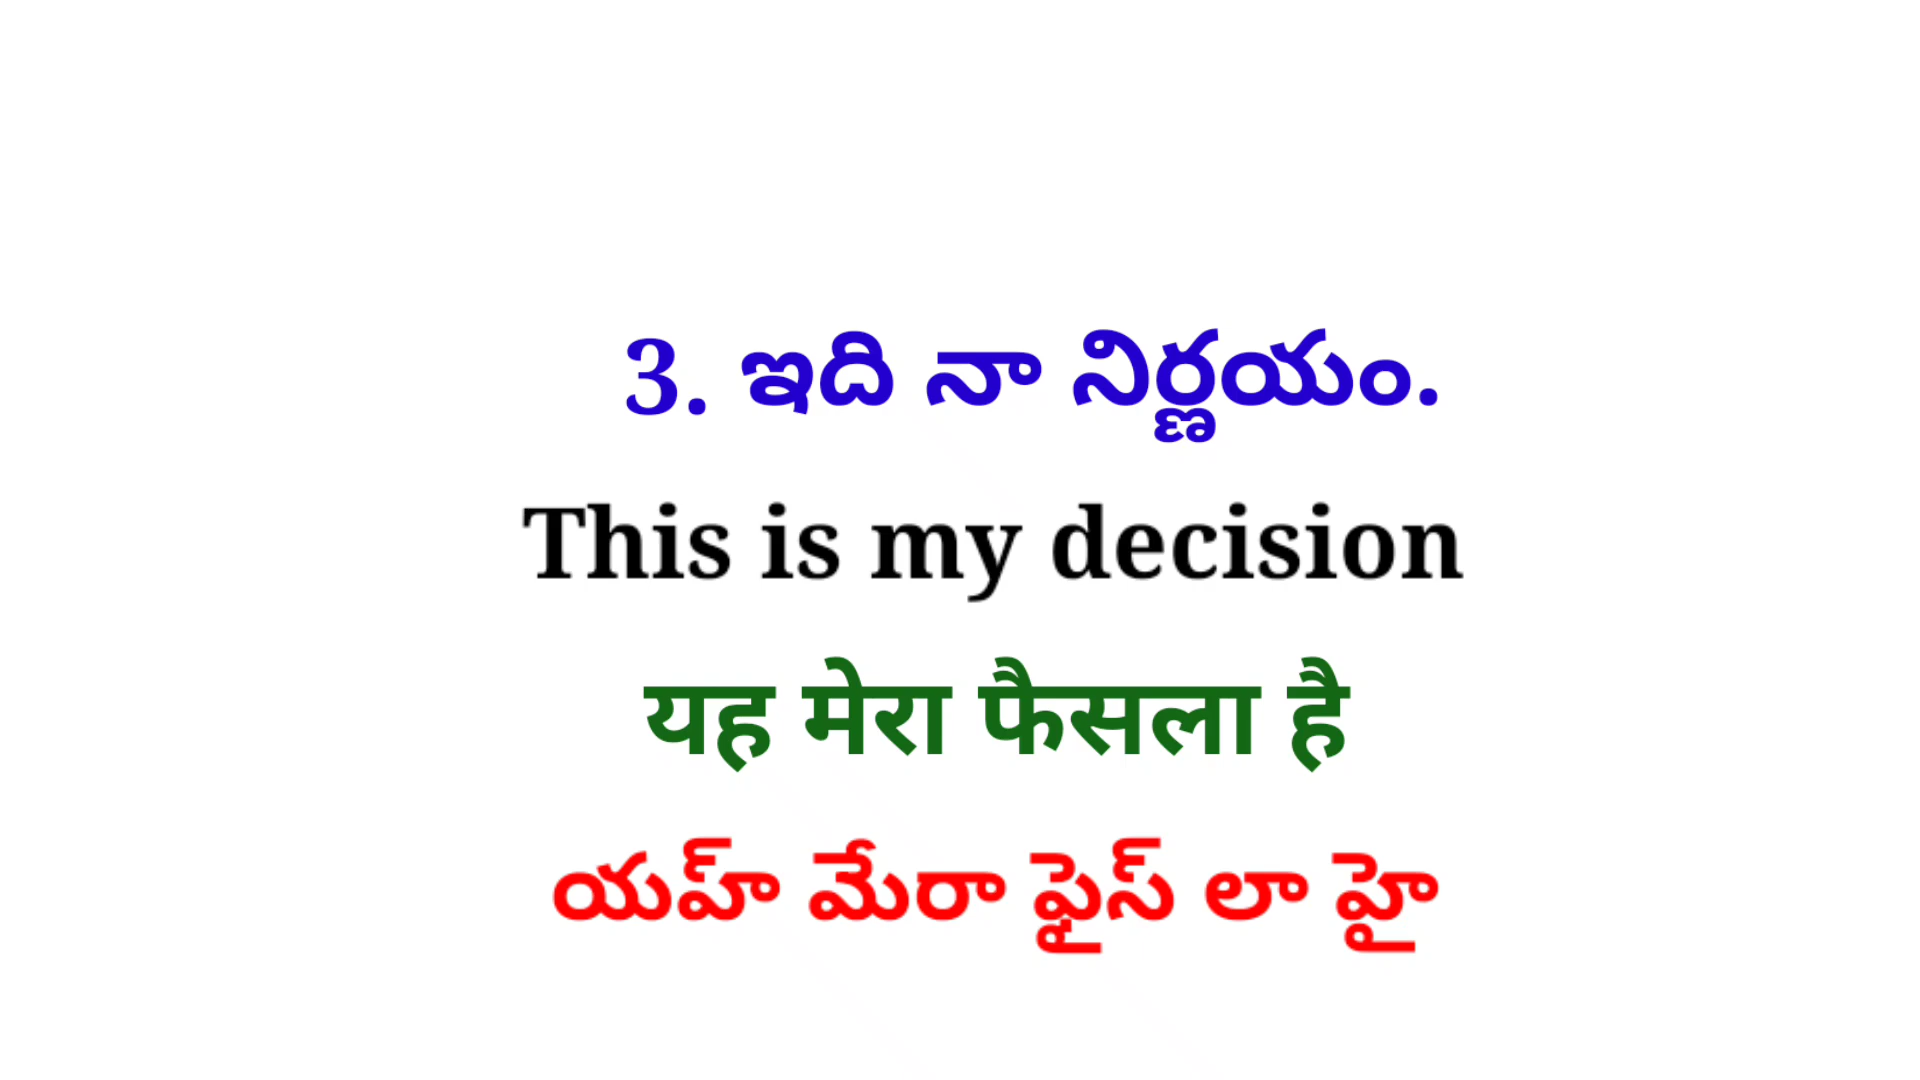 3. ఇది నా నిర్ణయం.
This is my decision
यह मेरा फैसला है
యహ్ మేరా ఫైస్ లా హై